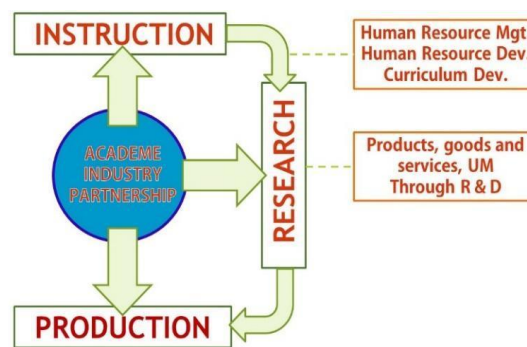 INSTRUCTION
Human Resource Mgt
Human Resource Dev.
Curriculum Dev.
ACADEME
INDUSTRY
PARTNERSHIP
RESEARCH
Products, goods and
services, UM
Through R & D
PRODUCTION